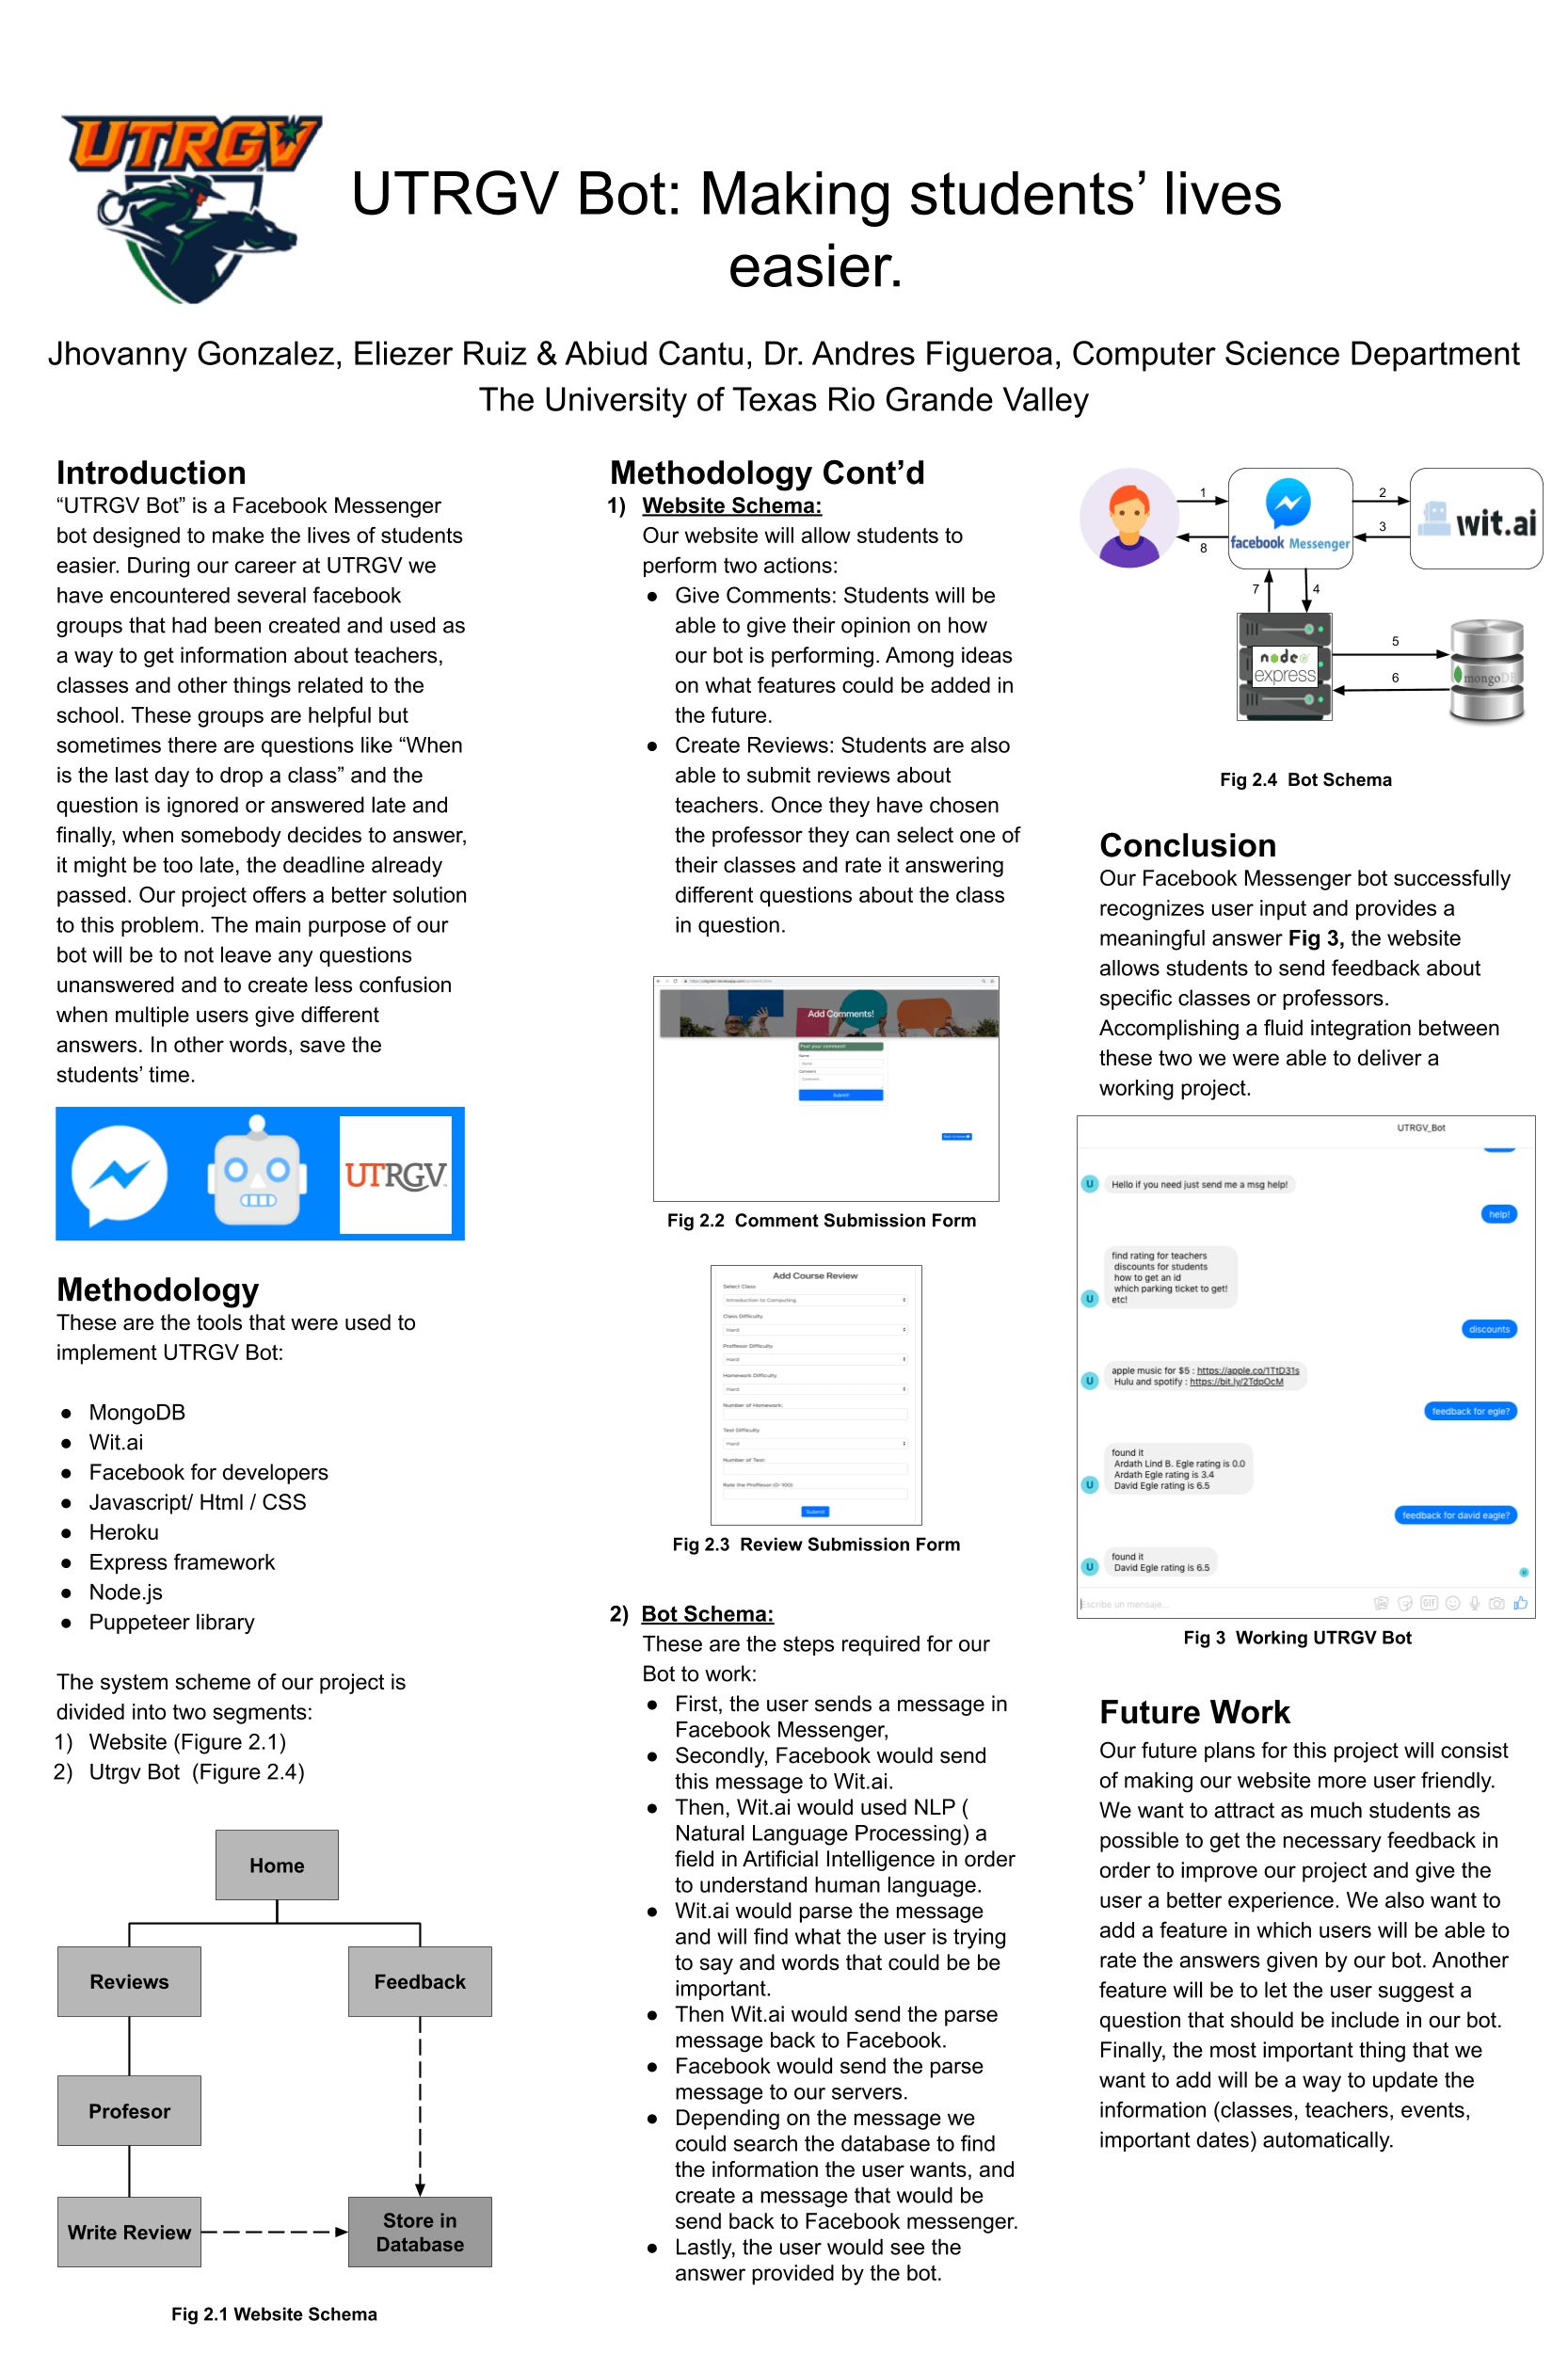 UTRGV
UTRGV Bot: Making students’ lives
easier.
Jhovanny Gonzalez, Eliezer Ruiz & Abiud Cantu, Dr. Andres Figueroa, Computer Science Department
The University of Texas Rio Grande Valley
Introduction
“UTRGV Bot” is a Facebook Messenger
bot designed to make the lives of students
easier. During our career at UTRGV we
have encountered several facebook
groups that had been created and used as
a way to get information about teachers,
classes and other things related to the
school. These groups are helpful but
sometimes there are questions like “When
is the last day to drop a class” and the
question is ignored or answered late and
finally, when somebody decides to answer,
it might be too late, the deadline already
passed. Our project offers a better solution
to this problem. The main purpose of our
bot will be to not leave any questions
unanswered and to create less confusion
when multiple users give different
answers. In other words, save the
students’ time.
UTRGV
Methodology
These are the tools that were used to
implement UTRGV Bot:
● MongoDB
● Wit.ai
● Facebook for developers
● Javascript/ Html / CSS
● Heroku
● Express framework
● Node.js
● Puppeteer library
The system scheme of our project is
divided into two segments:
1) Website (Figure 2.1)
2) Utrgv Bot (Figure 2.4)
Home
Reviews
Feedback
Profesor
Write Review
Store in
Database
Fig 2.1 Website Schema
Methodology Cont’d
1) Website Schema:
Our website will allow students to
perform two actions:
● Give Comments: Students will be
able to give their opinion on how
our bot is performing. Among ideas
on what features could be added in
the future.
● Create Reviews: Students are also
able to submit reviews about
teachers. Once they have chosen
the professor they can select one of
their classes and rate it answering
different questions about the class
in question.
Add Comments!
Post your comment
Name
Name
Comment
Comment...
Submit!
Fig 2.2 Comment Submission Form
Add Course Review
Select Class
Introduction to Computing
Class Difficulty
Hard
Proffesor Difficulty
Hard
Homework Difficulty
Hard
Number of Homework:
Test Difficulty
Hard
Number of Test:
Rate the Proffesor (0-100)
Submit
Fig 2.3 Review Submission Form
2) Bot Schema:
These are the steps required for our
Bot to work:
● First, the user sends a message in
Facebook Messenger,
● Secondly, Facebook would send
this message to Wit.ai.
● Then, Wit.ai would used NLP (
Natural Language Processing) a
field in Artificial Intelligence in order
to understand human language.
● Wit.ai would parse the message
and will find what the user is trying
to say and words that could be be
important.
● Then Wit.ai would send the parse
message back to Facebook.
● Facebook would send the parse
message to our servers.
● Depending on the message we
could search the database to find
the information the user wants, and
create a message that would be
send back to Facebook messenger.
● Lastly, the user would see the
answer provided by the bot.
1
2
3
8
facebook Messenger
wit.ai
7
4
node
express
5
6
mongoDB
Fig 2.4 Bot Schema
Conclusion
Our Facebook Messenger bot successfully
recognizes user input and provides a
meaningful answer Fig 3, the website
allows students to send feedback about
specific classes or professors.
Accomplishing a fluid integration between
these two we were able to deliver a
working project.
UTRGV_Bot
U Hello if you need just send me a msg help!
help!
find rating for teachers
discounts for students
how to get an id
which parking ticket to get!
U etc!
discounts
apple music for $5 : https://apple.co/1TtD31s
U Hulu and spotify : https://bit.ly/2TdpOcM
feedback for egle?
found it
Ardath Lind B. Egle rating is 0.0
Ardath Egle rating is 3.4
U David Egle rating is 6.5
feedback for david eagle?
found it
U David Egle rating is 6.5
Escribe un mensaje...
GIF
Fig 3 Working UTRGV Bot
Future Work
Our future plans for this project will consist
of making our website more user friendly.
We want to attract as much students as
possible to get the necessary feedback in
order to improve our project and give the
user a better experience. We also want to
add a feature in which users will be able to
rate the answers given by our bot. Another
feature will be to let the user suggest a
question that should be include in our bot.
Finally, the most important thing that we
want to add will be a way to update the
information (classes, teachers, events,
important dates) automatically.